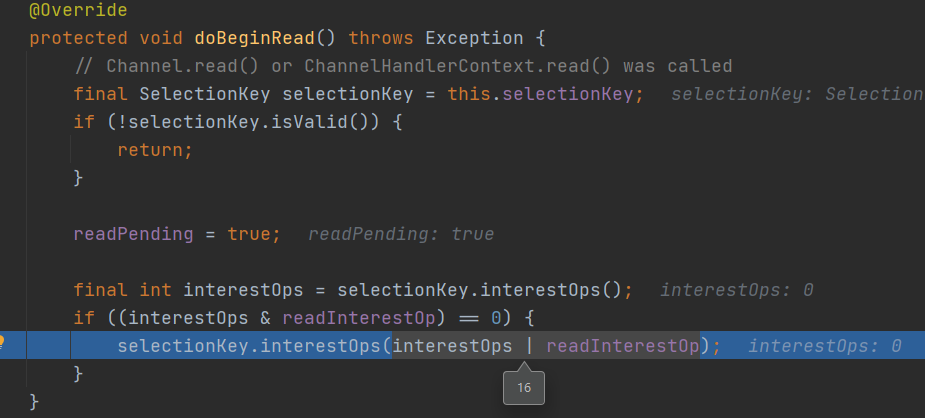 @Override
protected void doBeginRead() throws Exception {
// Channel.read() or ChannelHandlerContext.read() was called
final SelectionKey selectionKey = this.selectionKey; selectionKey: Selection
if (!selectionKey.isValid()) {
return;
}
readPending = true; readPending: true
final int interestOps = selectionKey.interestOps(); interestOps: 0
if ((interestOps & readInterestOp) == 0) {
selectionKey.interestOps(interestOps | readInterestOp); interestOps: 0
16
}
}